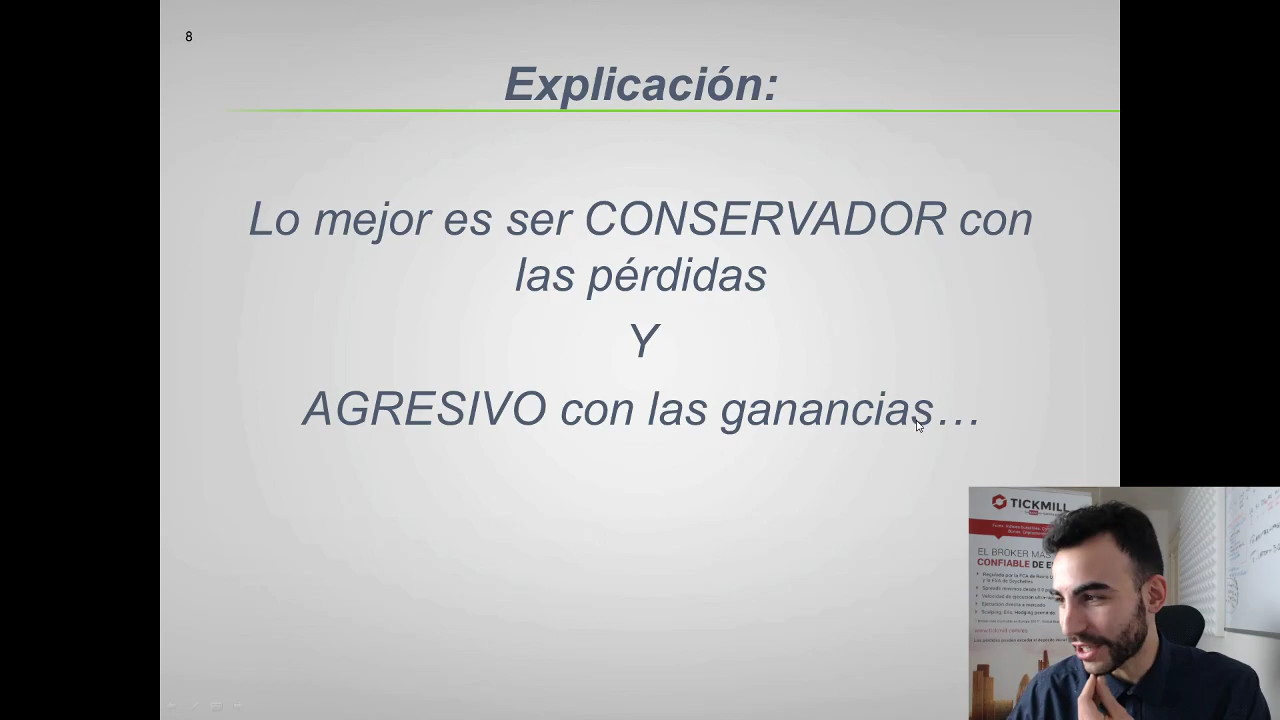 8
Explicación:
Lo mejor es ser CONSERVADOR con
las pérdidas
Y
AGRESIVO con las ganancias…
TICKMILL
EL BROKER MÁS
CONFIABLE DE E